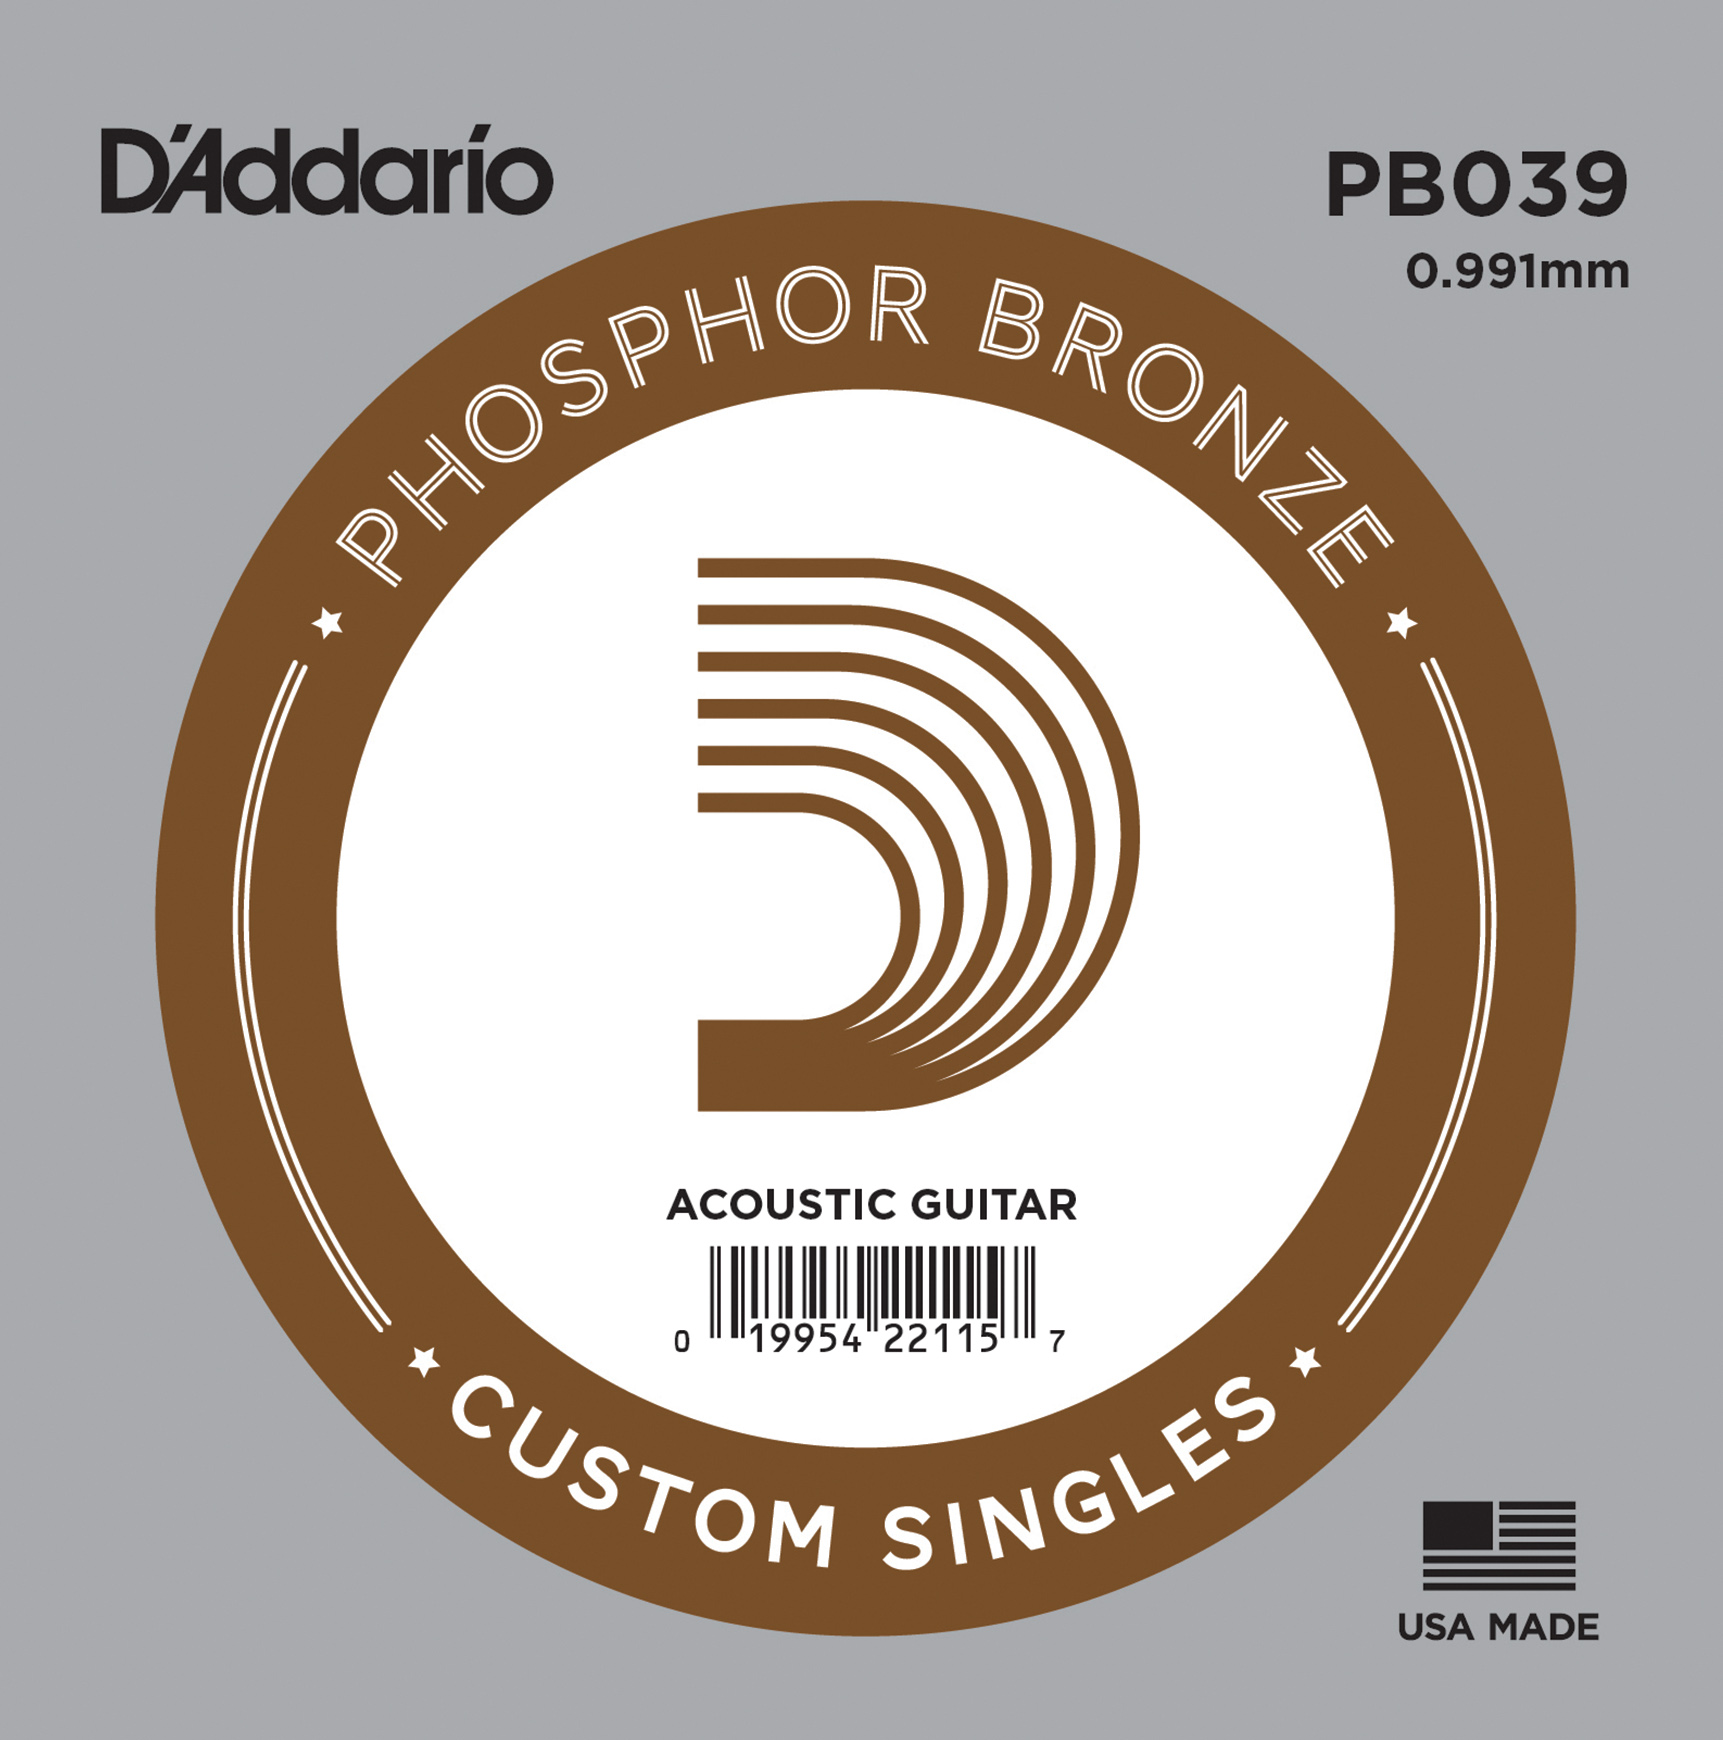 D'Addario
PB039
0.991mm
PHOSPHOR BRONZE
ACOUSTIC GUITAR
0 19954 22115 7
CUSTOM SINGLES
USA MADE